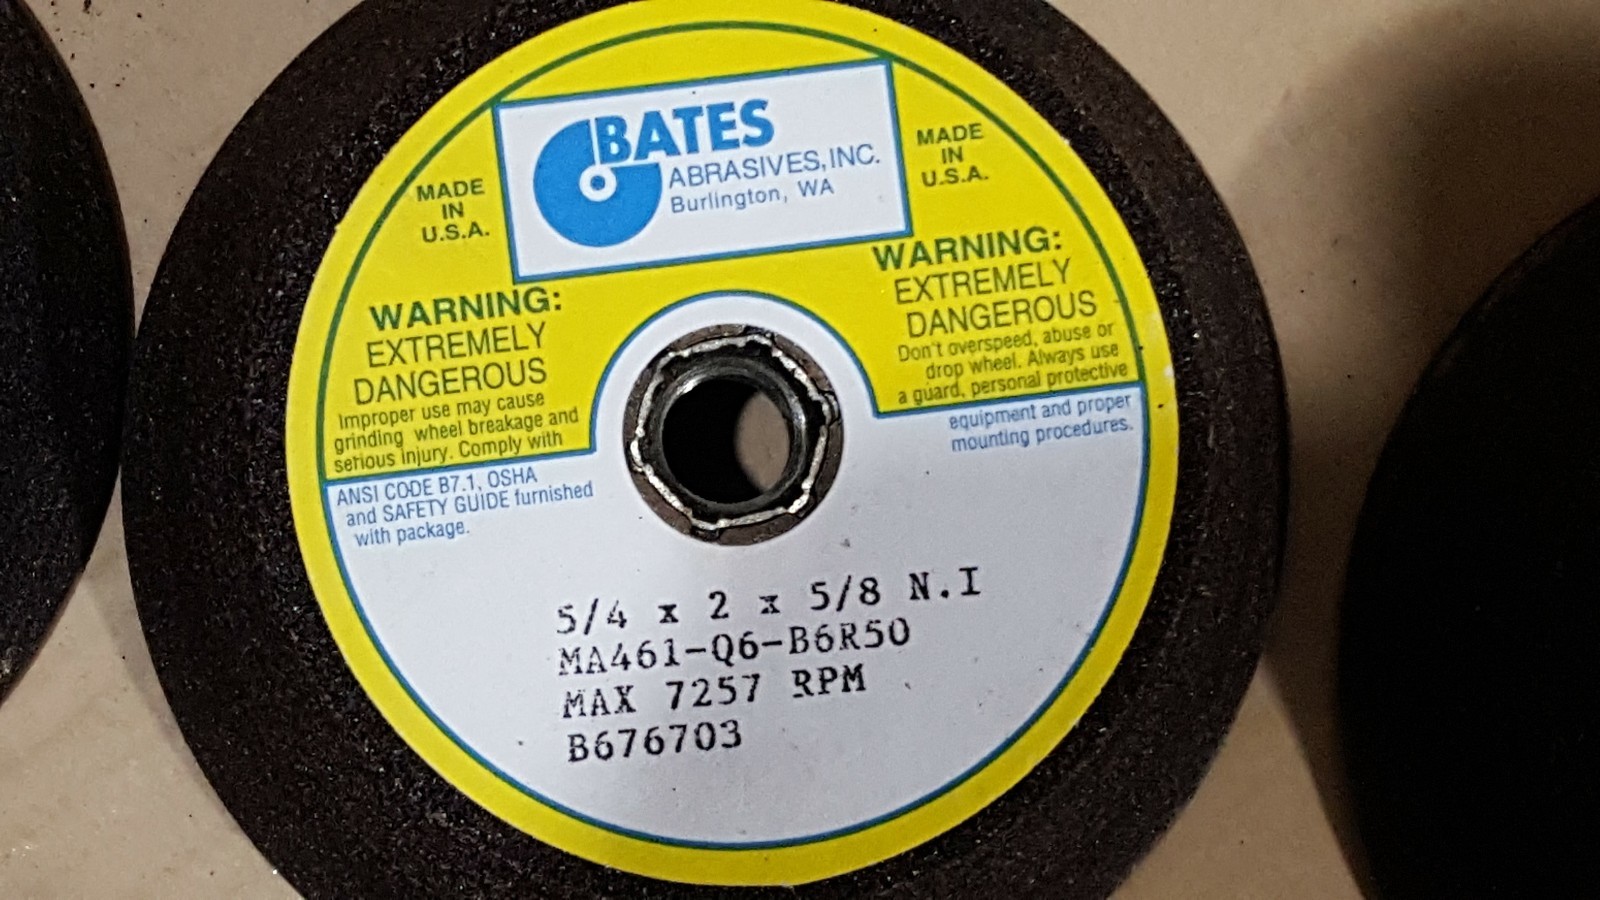 BATES
ABRASIVES, INC.
Burlington, WA
MADE
IN
U.S.A.
MADE
IN
U.S.A.
WARNING:
EXTREMELY
DANGEROUS
Improper use may cause
grinding wheel breakage and
serious injury. Comply with
ANSI CODE B7.1, OSHA
and SAFETY GUIDE furnished
with package.
WARNING:
EXTREMELY
DANGEROUS
Don't overspeed, abuse or
drop wheel. Always use
a guard, personal protective
equipment and proper
mounting procedures.
5/4 x 2 x 5/8 N.I
MA461-Q6-B6R50
MAX 7257 RPM
B676703